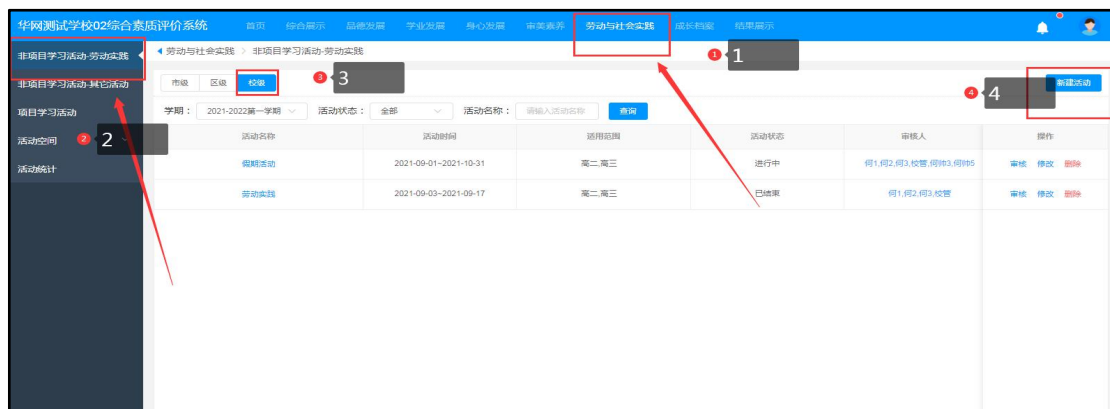 华网测试学校02综合素质评价系统 首页 综合展示 品德发展 学业发展 身心发展 审美素养 劳动与社会实践 成长档案 结果展示
非项目学习活动-劳动实践 劳动与社会实践 > 非项目学习活动-劳动实践 1 1
非项目学习活动-其它活动 市级 区级 校级 3 3 4 4 新建活动
项目学习活动 学期： 2021-2022第一学期 活动状态： 全部 活动名称： 请输入活动名称 查询
活动空间 2 2 活动名称 活动时间 适用范围 活动状态 审核人 操作
活动统计 假期活动 2021-09-01~2021-10-31 高二,高三 进行中 何1,何2,何3,校管,何帅3,何帅5 审核 修改 删除
劳动实践 2021-09-03~2021-09-17 高二,高三 已结束 何1,何2,何3,校管 审核 修改 删除